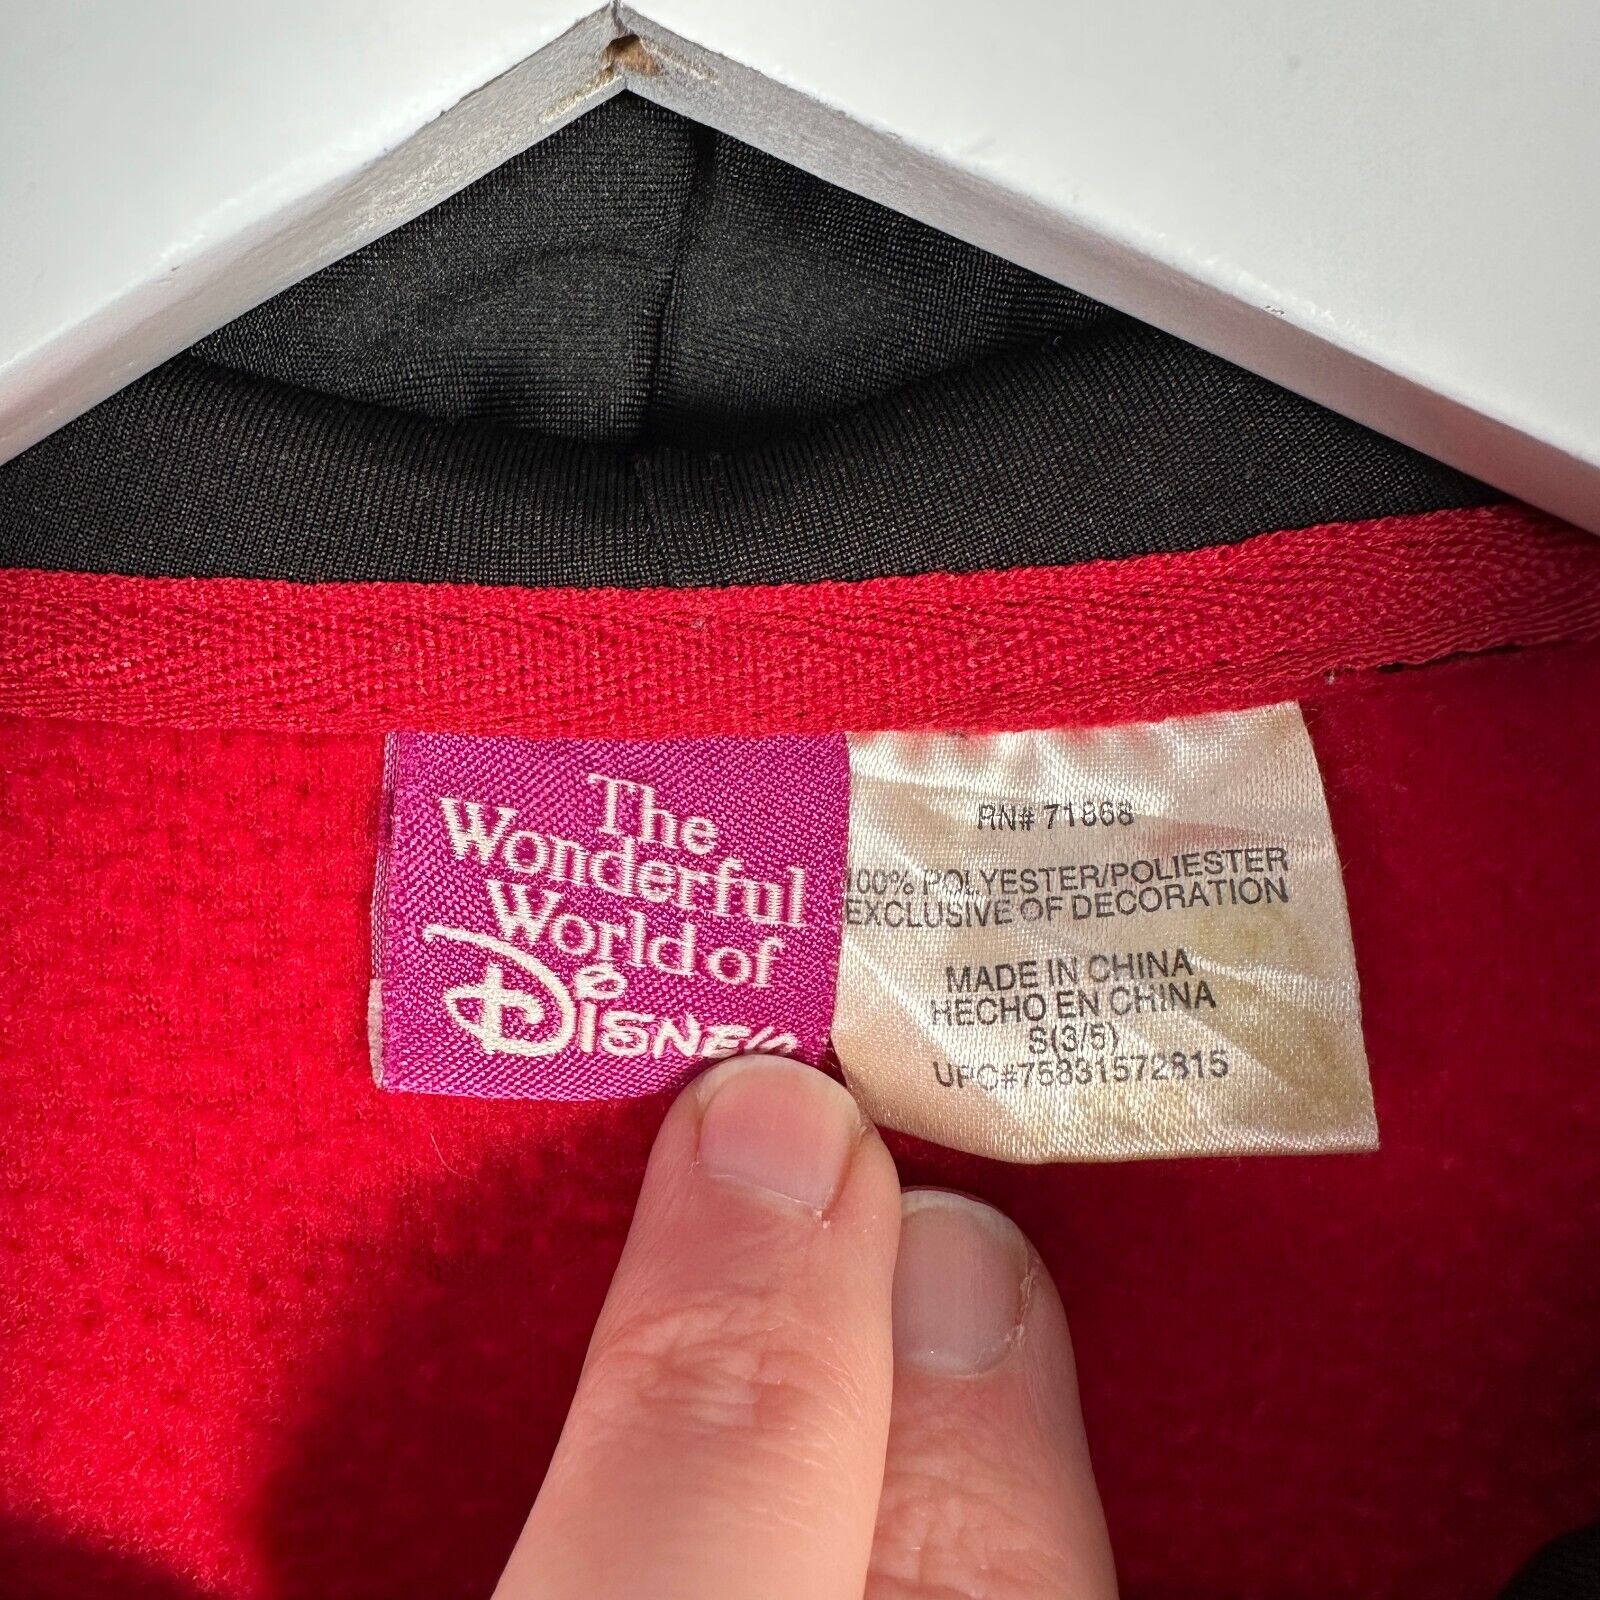 The
Wonderful
World of
Disney
RN# 71868
100% POLYESTER/POLIESTER
EXCLUSIVE OF DECORATION
MADE IN CHINA
HECHO EN CHINA
S(3/5)
UPC#75831572815